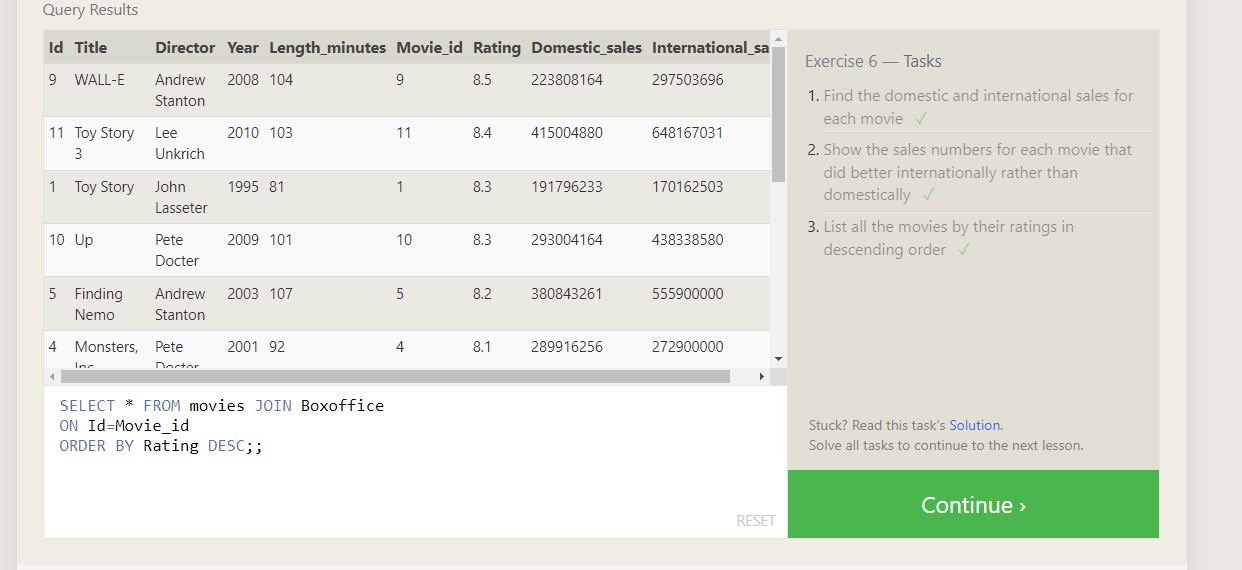 Query Results
Id Title Director Year Length_minutes Movie_id Rating Domestic_sales International_sa
9 WALL-E Andrew 2008 104 9 8.5 223808164 297503696
Stanton
11 Toy Story Lee 2010 103 11 8.4 415004880 648167031
3 Unkrich
1 Toy Story John 1995 81 1 8.3 191796233 170162503
Lasseter
10 Up Pete 2009 101 10 8.3 293004164 438338580
Docter
5 Finding Andrew 2003 107 5 8.2 380843261 555900000
Nemo Stanton
4 Monsters, Pete 2001 92 4 8.1 289916256 272900000
Inc. Docter
SELECT * FROM movies JOIN Boxoffice
ON Id=Movie_id
ORDER BY Rating DESC;;
RESET
Exercise 6 — Tasks
1. Find the domestic and international sales for
each movie ✓
2. Show the sales numbers for each movie that
did better internationally rather than
domestically ✓
3. List all the movies by their ratings in
descending order ✓
Stuck? Read this task's Solution.
Solve all tasks to continue to the next lesson.
Continue ›